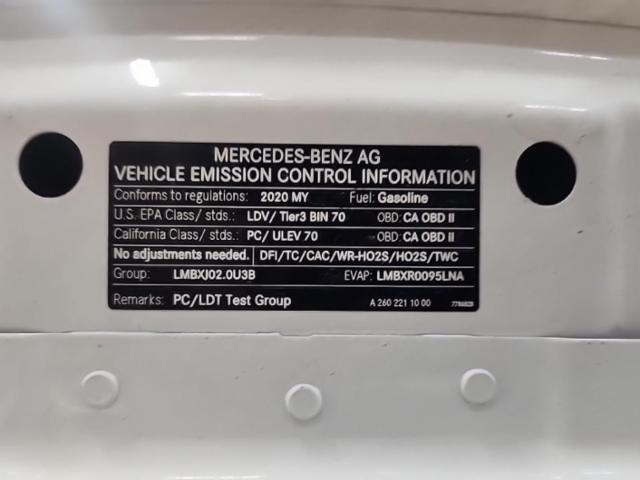 MERCEDES-BENZ AG
VEHICLE EMISSION CONTROL INFORMATION
Conforms to regulations: 2020 MY Fuel: Gasoline
U.S. EPA Class/ stds.: LDV/ Tier3 BIN 70 OBD: CA OBD II
California Class/ stds.: PC/ ULEV 70 OBD: CA OBD II
No adjustments needed. DFI/TC/CAC/WR-HO2S/HO2S/TWC
Group: LMBXJ02.0U3B EVAP: LMBXR0095LNA
Remarks: PC/LDT Test Group A 260 221 10 00